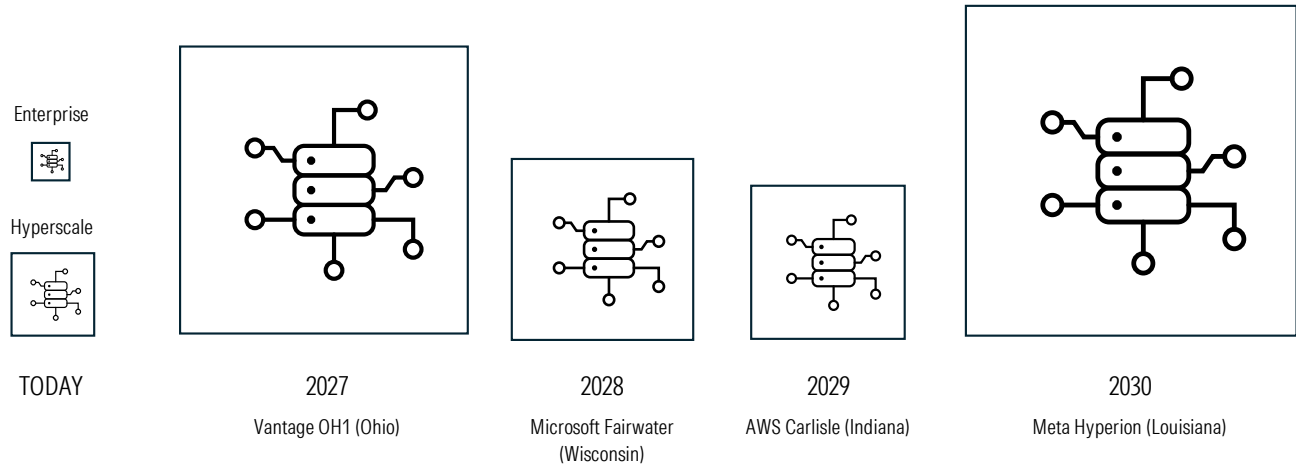 Enterprise
Hyperscale
TODAY
2027
Vantage OH1 (Ohio)
2028
Microsoft Fairwater
(Wisconsin)
2029
AWS Carlisle (Indiana)
2030
Meta Hyperion (Louisiana)